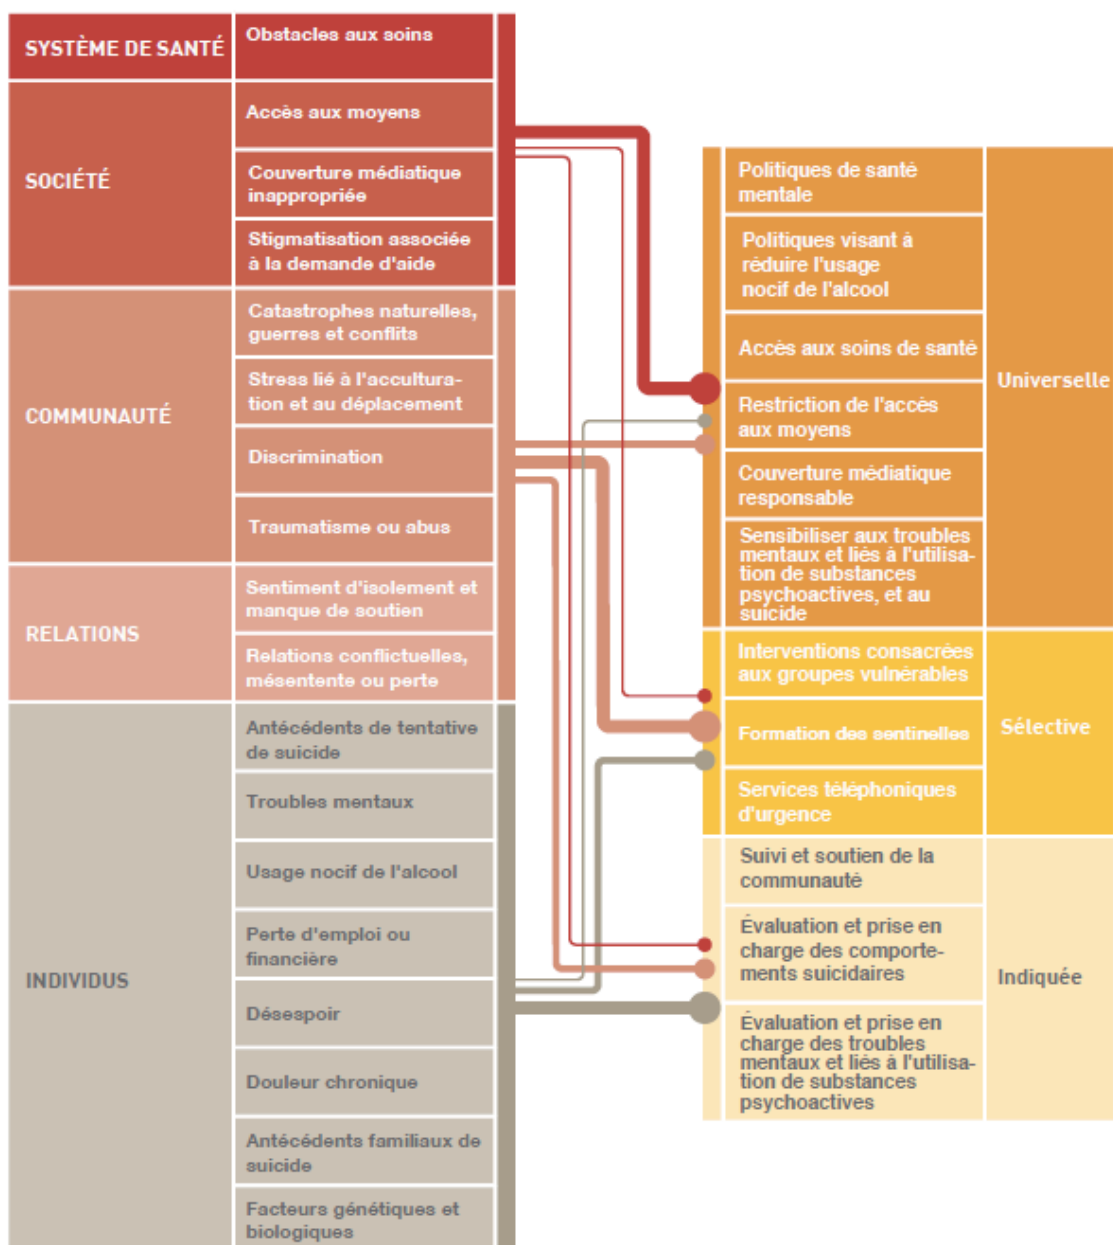 SYSTÈME DE SANTÉ
Obstacles aux soins
SOCIÉTÉ
Accès aux moyens
Couverture médiatique
inappropriée
Stigmatisation associée
à la demande d'aide
COMMUNAUTÉ
Catastrophes naturelles,
guerres et conflits
Stress lié à l'accultura-
tion et au déplacement
Discrimination
Traumatisme ou abus
RELATIONS
Sentiment d'isolement et
manque de soutien
Relations conflictuelles,
mésentente ou perte
INDIVIDUS
Antécédents de tentative
de suicide
Troubles mentaux
Usage nocif de l'alcool
Perte d'emploi ou
financière
Désespoir
Douleur chronique
Antécédents familiaux de
suicide
Facteurs génétiques et
biologiques
Politiques de santé
mentale
Politiques visant à
réduire l'usage
nocif de l'alcool
Accès aux soins de santé
Restriction de l'accès
aux moyens
Couverture médiatique
responsable
Sensibiliser aux troubles
mentaux et liés à l'utilisa-
tion de substances
psychoactives, et au
suicide
Universelle
Interventions consacrées
aux groupes vulnérables
Formation des sentinelles
Services téléphoniques
d'urgence
Sélective
Suivi et soutien de la
communauté
Évaluation et prise en
charge des comporte-
ments suicidaires
Évaluation et prise en
charge des troubles
mentaux et liés à l'utilisa-
tion de substances
psychoactives
Indiquée